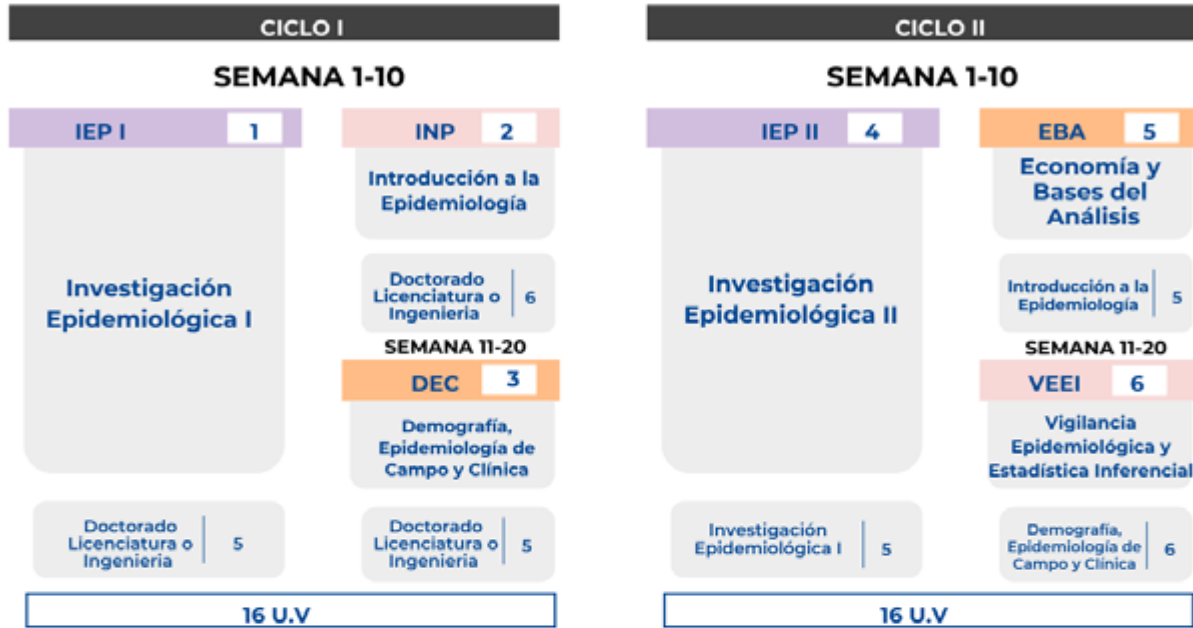 CICLO I
SEMANA 1-10
IEP I 1
Investigación
Epidemiológica I
Doctorado
Licenciatura o
Ingenieria
5
INP 2
Introducción a la
Epidemiología
Doctorado
Licenciatura o
Ingenieria
6
SEMANA 11-20
DEC 3
Demografía,
Epidemiología de
Campo y Clínica
Doctorado
Licenciatura o
Ingenieria
5
16 U.V
CICLO II
SEMANA 1-10
IEP II 4
Investigación
Epidemiológica II
Investigación
Epidemiológica I
5
EBA 5
Economía y
Bases del
Análisis
Introducción a la
Epidemiología
5
SEMANA 11-20
VEEI 6
Vigilancia
Epidemiológica y
Estadística Inferencial
Demografía,
Epidemiología de
Campo y Clínica
6
16 U.V